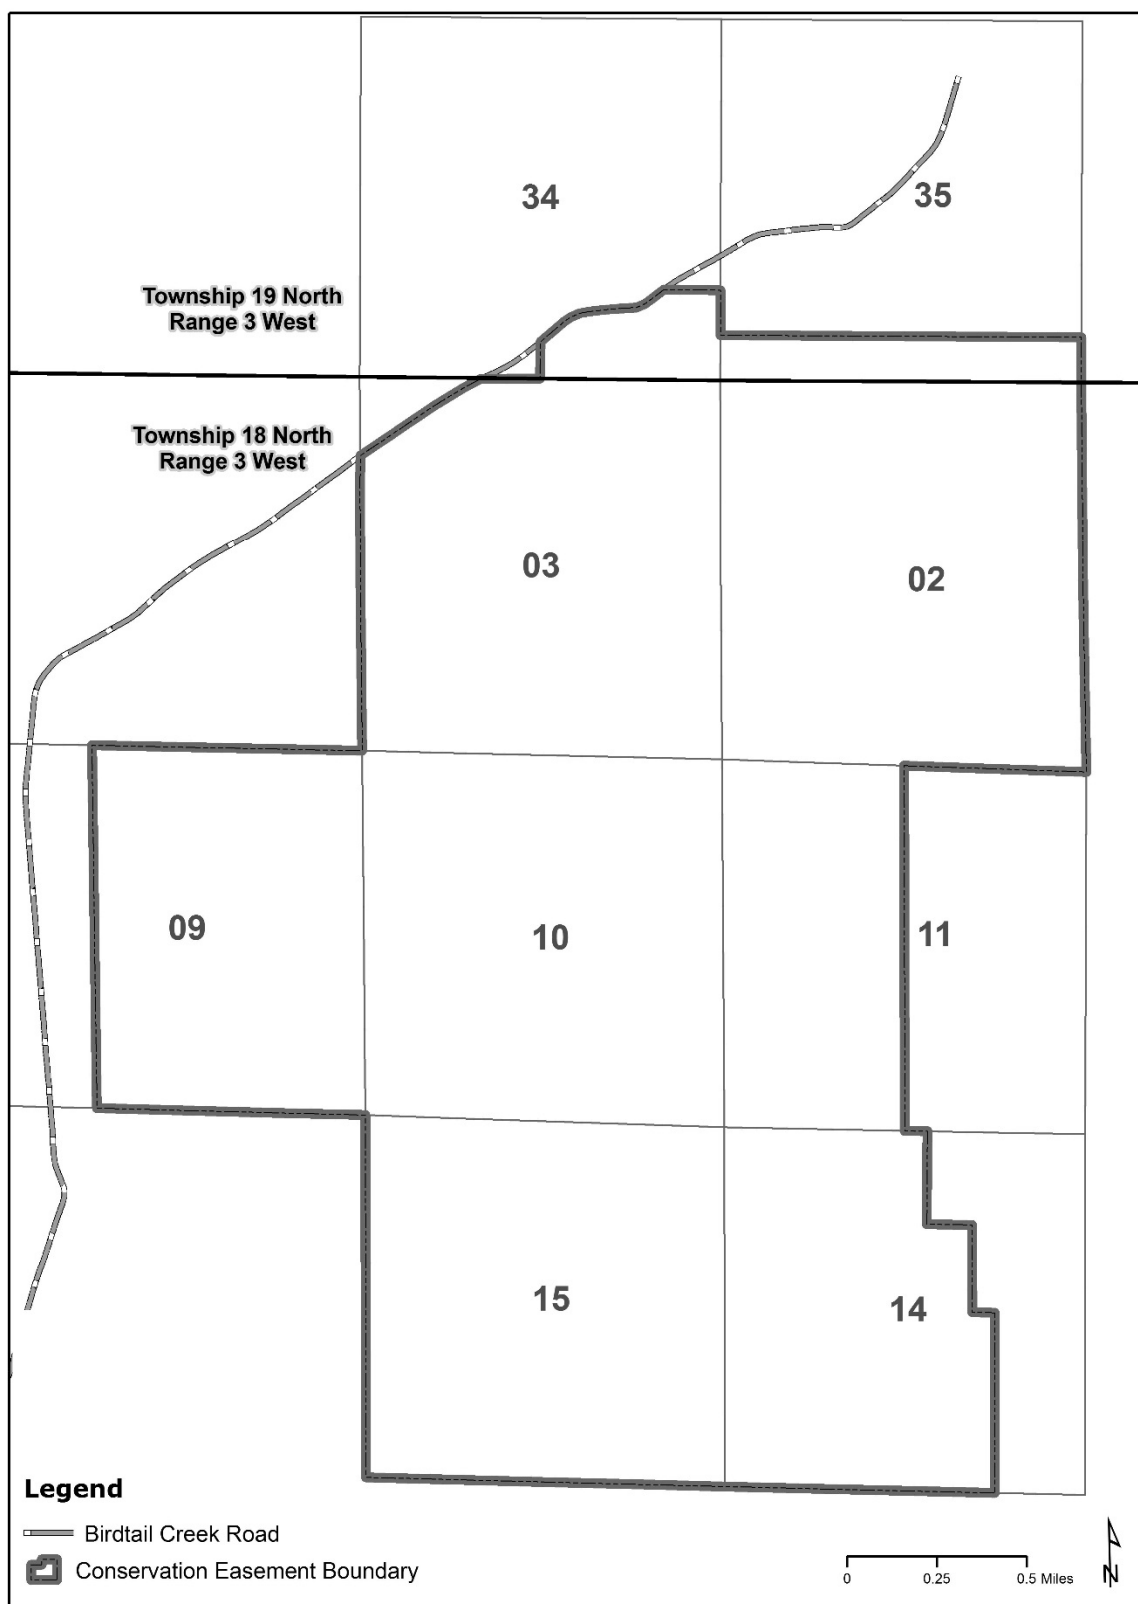 34
35
Township 19 North
Range 3 West
Township 18 North
Range 3 West
03
02
09
10
11
15
14
Legend
Birdtail Creek Road
Conservation Easement Boundary
0 0.25 0.5 Miles
N